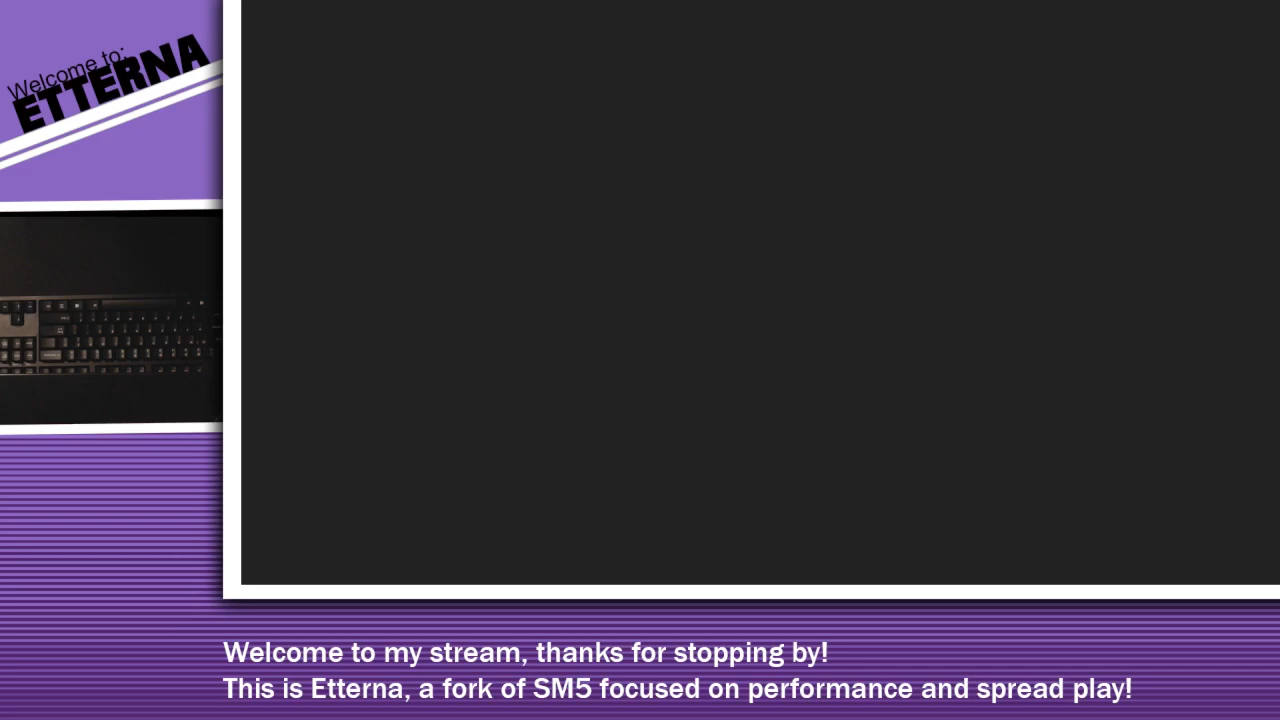 Welcome to:
ETTERNA
Welcome to my stream, thanks for stopping by!
This is Etterna, a fork of SM5 focused on performance and spread play!